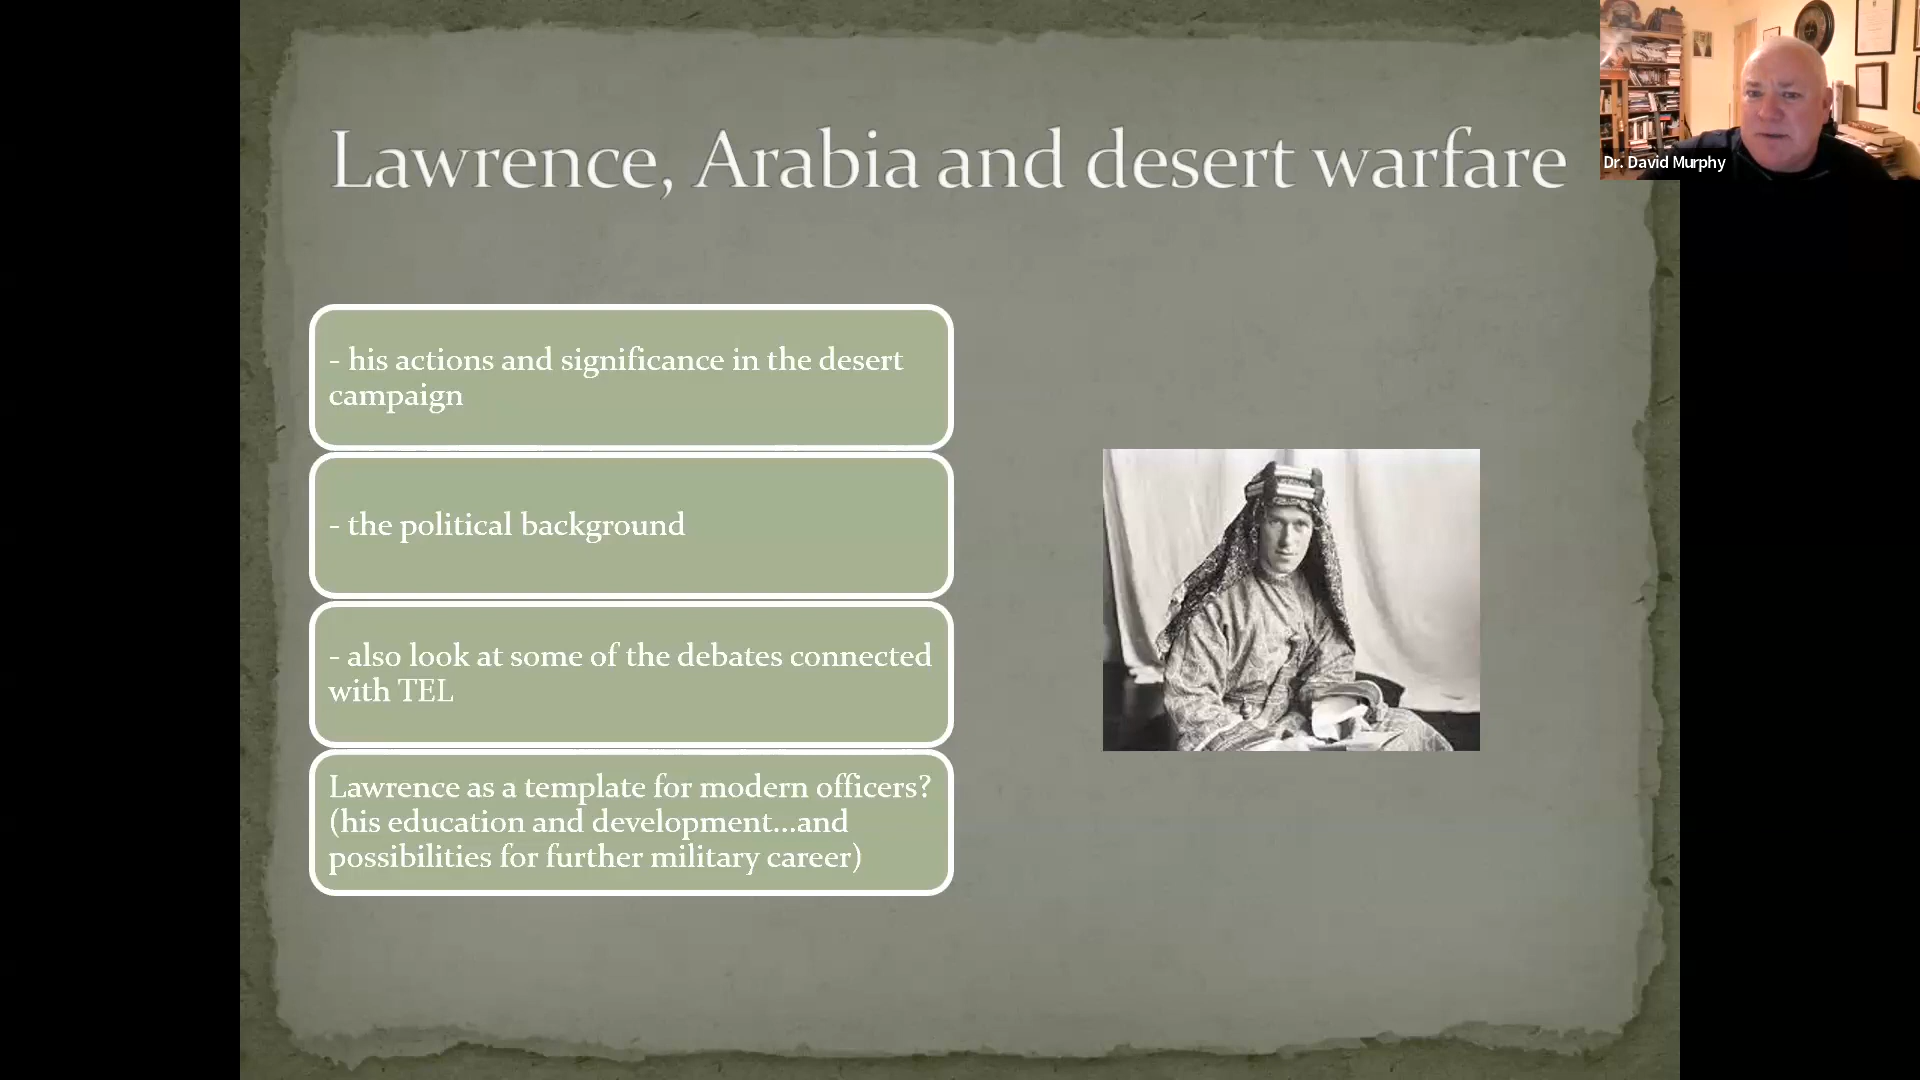 Lawrence, Arabia and desert warfare
Dr. David Murphy
- his actions and significance in the desert
campaign
- the political background
- also look at some of the debates connected
with TEL
Lawrence as a template for modern officers?
(his education and development...and
possibilities for further military career)